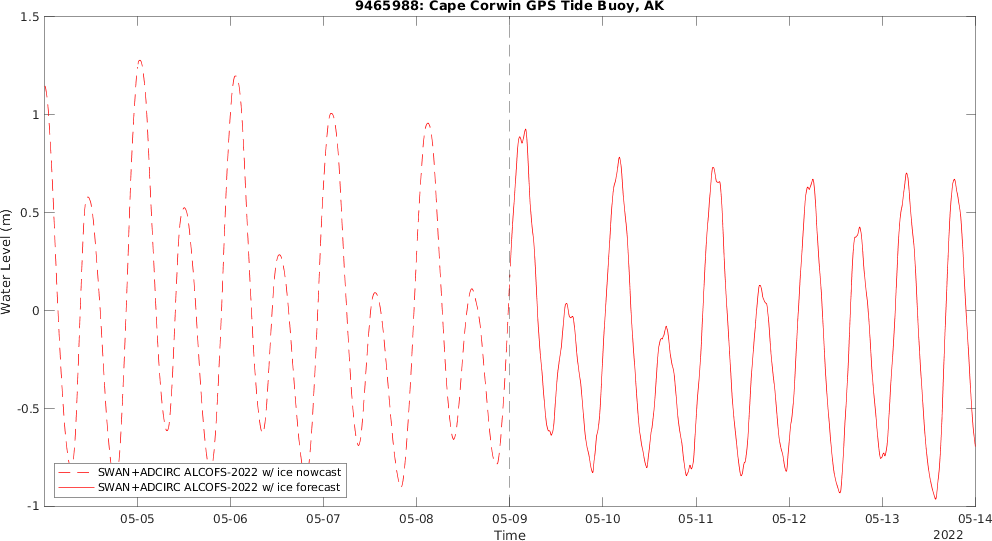 9465988: Cape Corwin GPS Tide Buoy, AK
1.5
1
0.5
0
-0.5
-1
Water Level (m)
SWAN+ADCIRC ALCOFS-2022 w/ ice nowcast
SWAN+ADCIRC ALCOFS-2022 w/ ice forecast
05-05 05-06 05-07 05-08 05-09 05-10 05-11 05-12 05-13 05-14
Time
2022